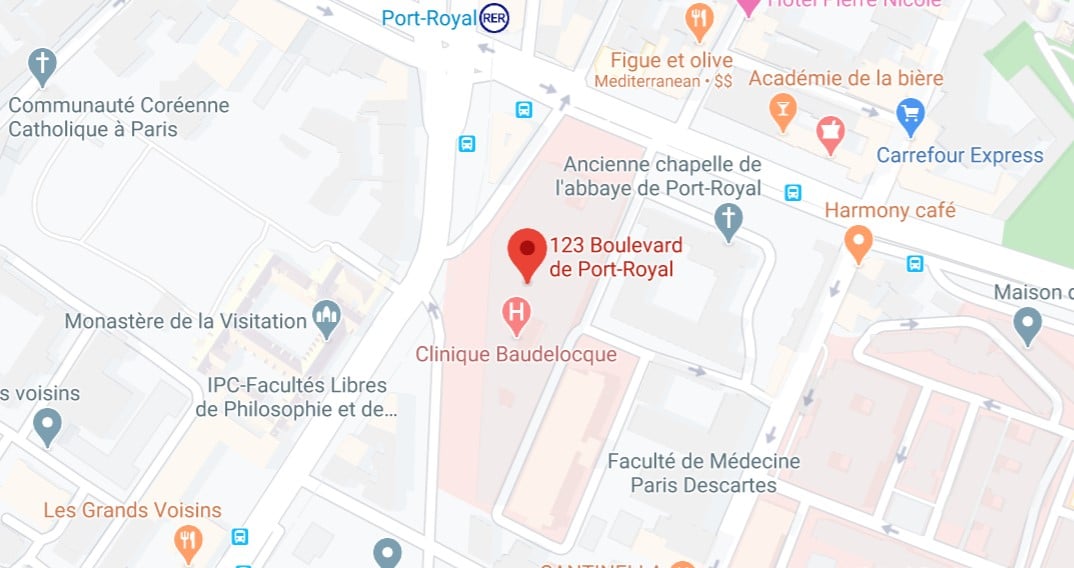 Hôtel Pierre Nicole
Port-Royal RER
Figue et olive
Mediterranean • $$
Académie de la bière
Communauté Coréenne
Catholique à Paris
Carrefour Express
Ancienne chapelle de
l'abbaye de Port-Royal
Harmony café
123 Boulevard
de Port-Royal
Maison d
H
Monastère de la Visitation
Clinique Baudelocque
IPC-Facultés Libres
de Philosophie et de...
s voisins
Faculté de Médecine
Paris Descartes
Les Grands Voisins
CANTINELLA